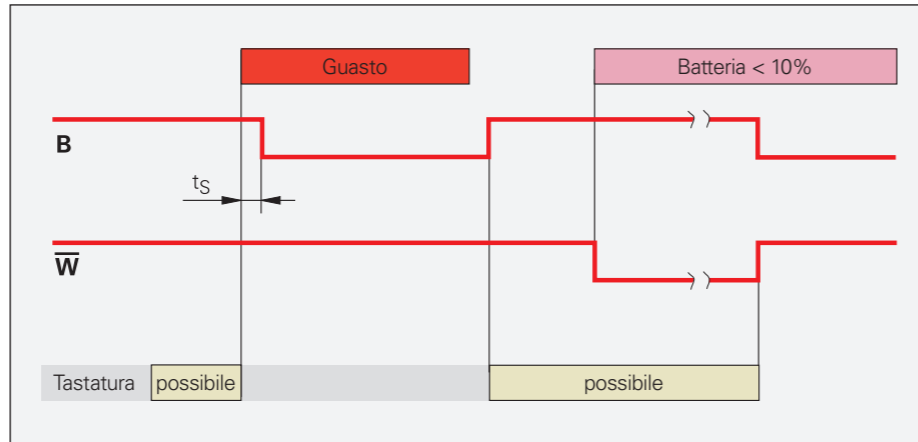 Guasto
Batteria < 10%
B
tS
W̅
Tastatura possibile possibile